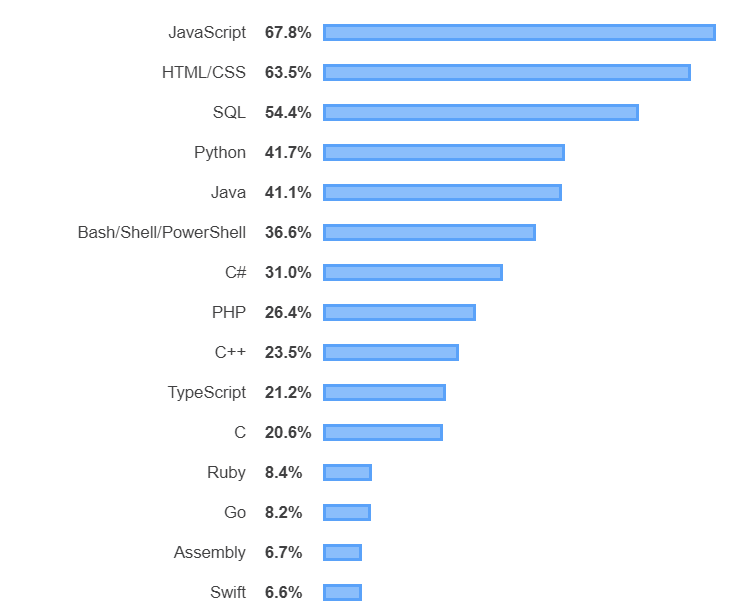 JavaScript 67.8%
HTML/CSS 63.5%
SQL 54.4%
Python 41.7%
Java 41.1%
Bash/Shell/PowerShell 36.6%
C# 31.0%
PHP 26.4%
C++ 23.5%
TypeScript 21.2%
C 20.6%
Ruby 8.4%
Go 8.2%
Assembly 6.7%
Swift 6.6%